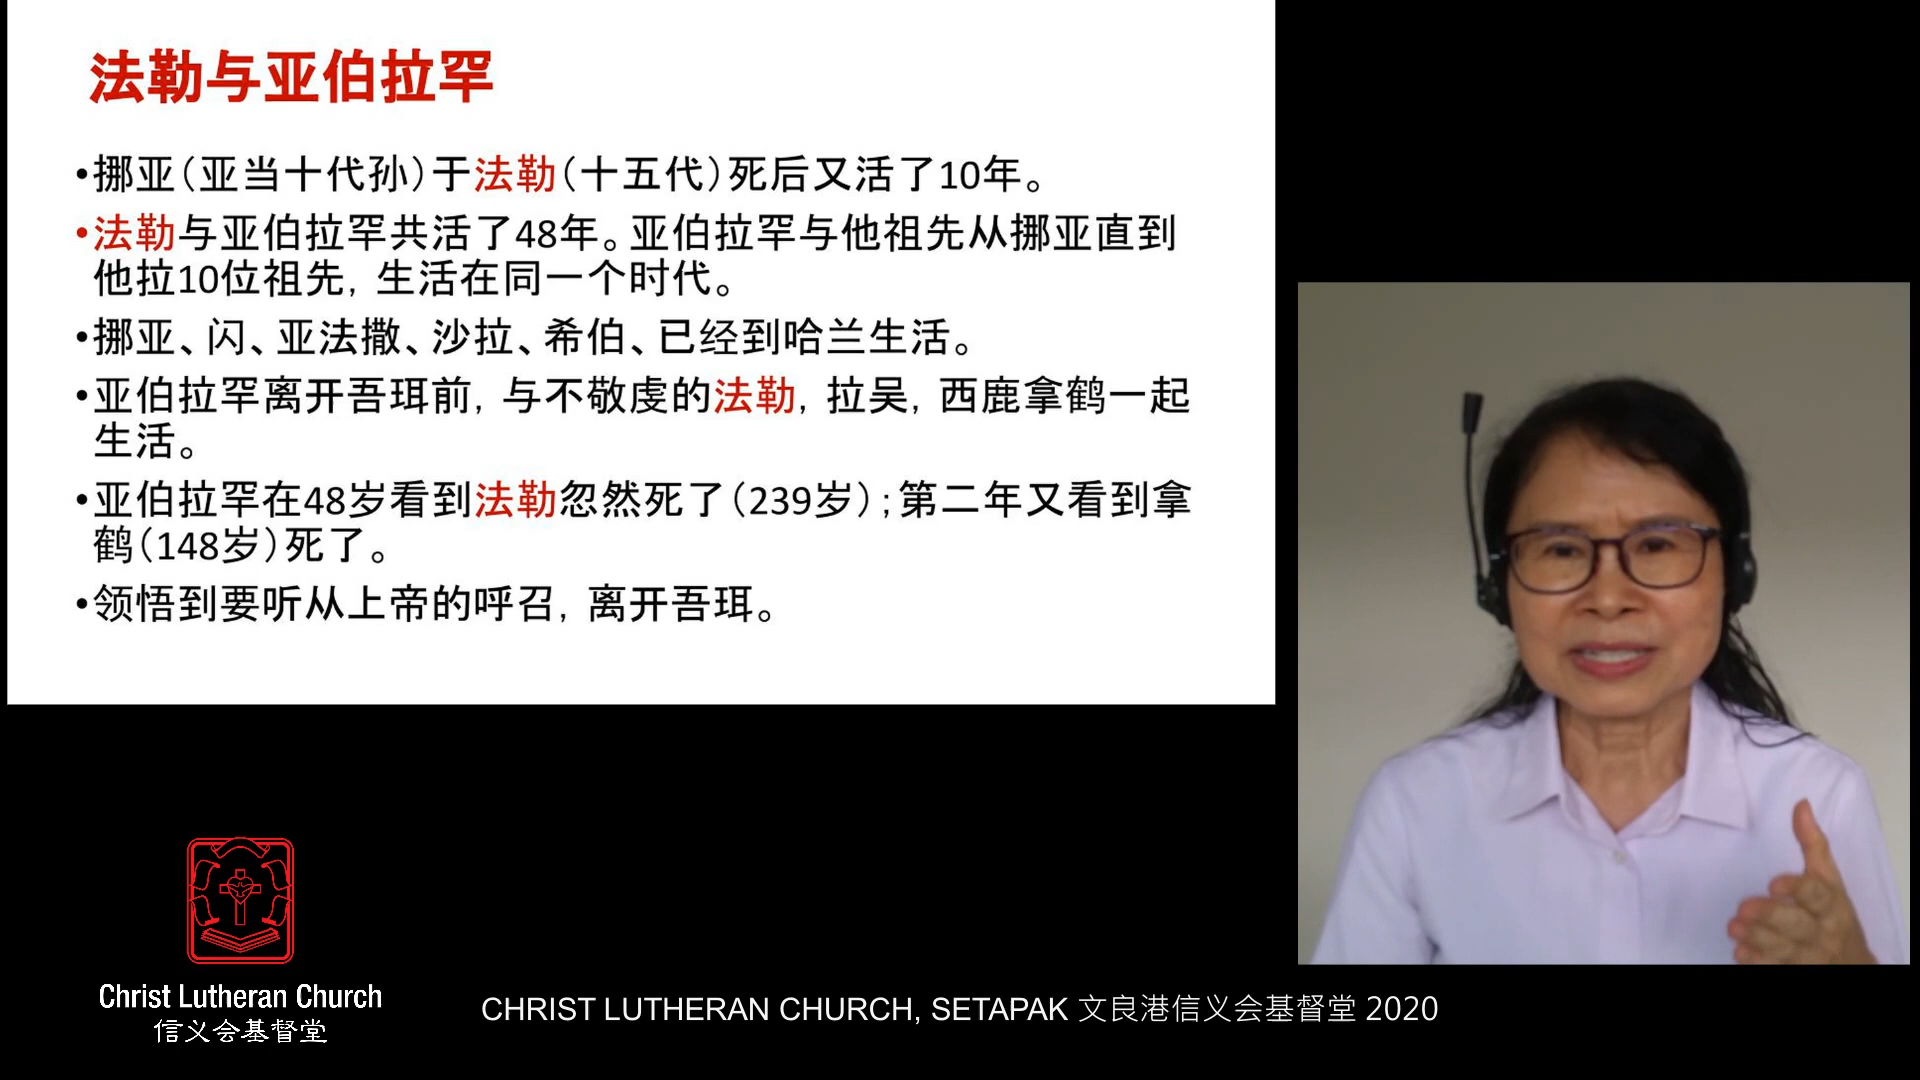 法勒与亚伯拉罕
•挪亚（亚当十代孙）于法勒（十五代）死后又活了10年。
•法勒与亚伯拉罕共活了48年。亚伯拉罕与他祖先从挪亚直到
他拉10位祖先，生活在同一个时代。
•挪亚、闪、亚法撒、沙拉、希伯、已经到哈兰生活。
•亚伯拉罕离开吾珥前，与不敬虔的法勒，拉吴，西鹿拿鹤一起
生活。
•亚伯拉罕在48岁看到法勒忽然死了（239岁）；第二年又看到拿
鹤（148岁）死了。
•领悟到要听从上帝的呼召，离开吾珥。
Christ Lutheran Church
信义会基督堂
CHRIST LUTHERAN CHURCH, SETAPAK 文良港信义会基督堂 2020